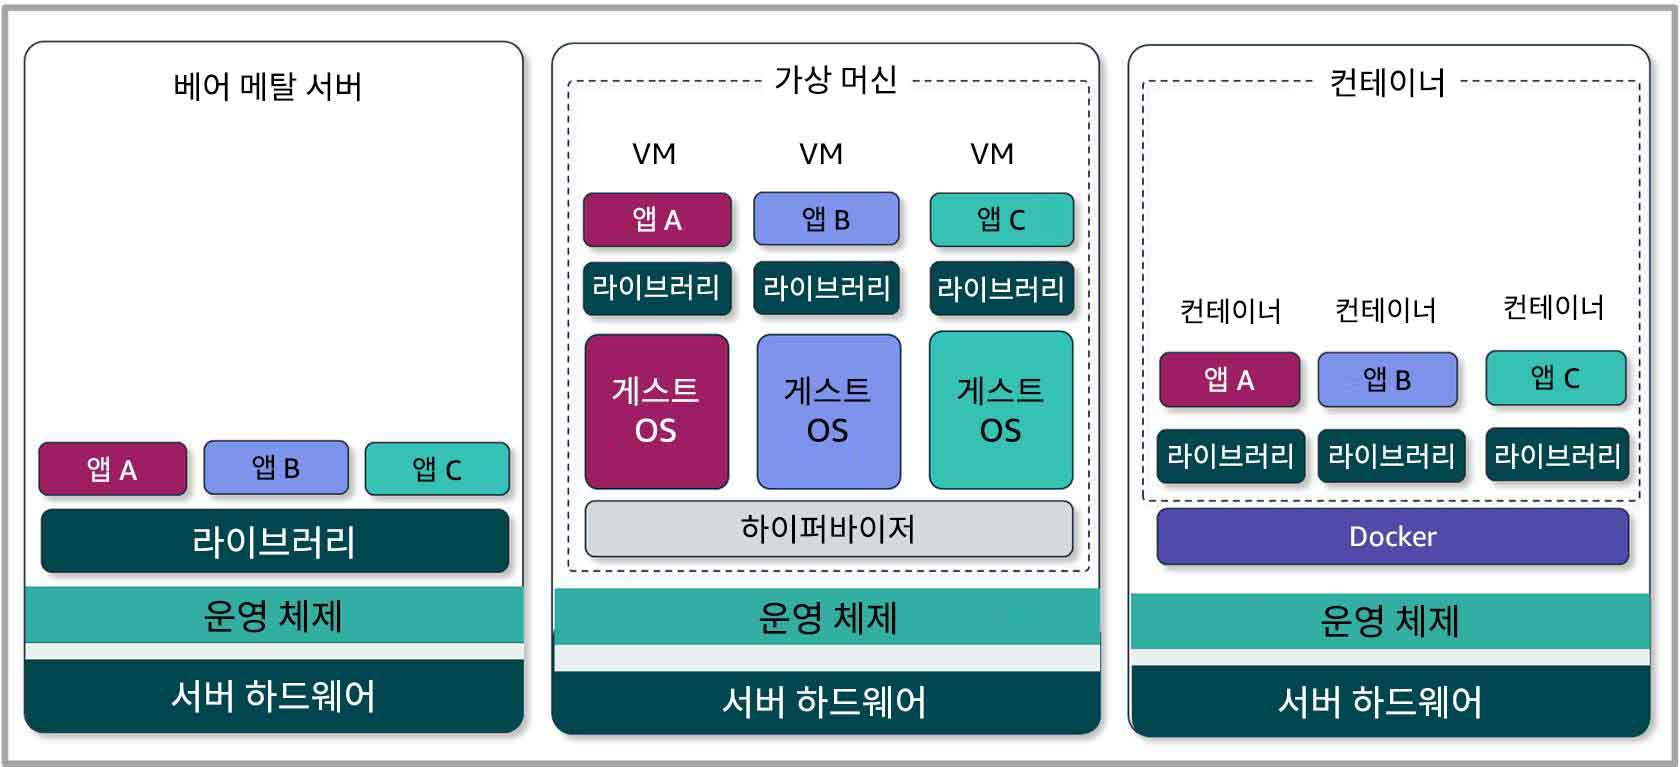 베어 메탈 서버
앱 A
앱 B
앱 C
라이브러리
운영 체제
서버 하드웨어
가상 머신
VM
VM
VM
앱 A
앱 B
앱 C
라이브러리
라이브러리
라이브러리
게스트
OS
게스트
OS
게스트
OS
하이퍼바이저
운영 체제
서버 하드웨어
컨테이너
컨테이너
컨테이너
컨테이너
앱 A
앱 B
앱 C
라이브러리
라이브러리
라이브러리
Docker
운영 체제
서버 하드웨어